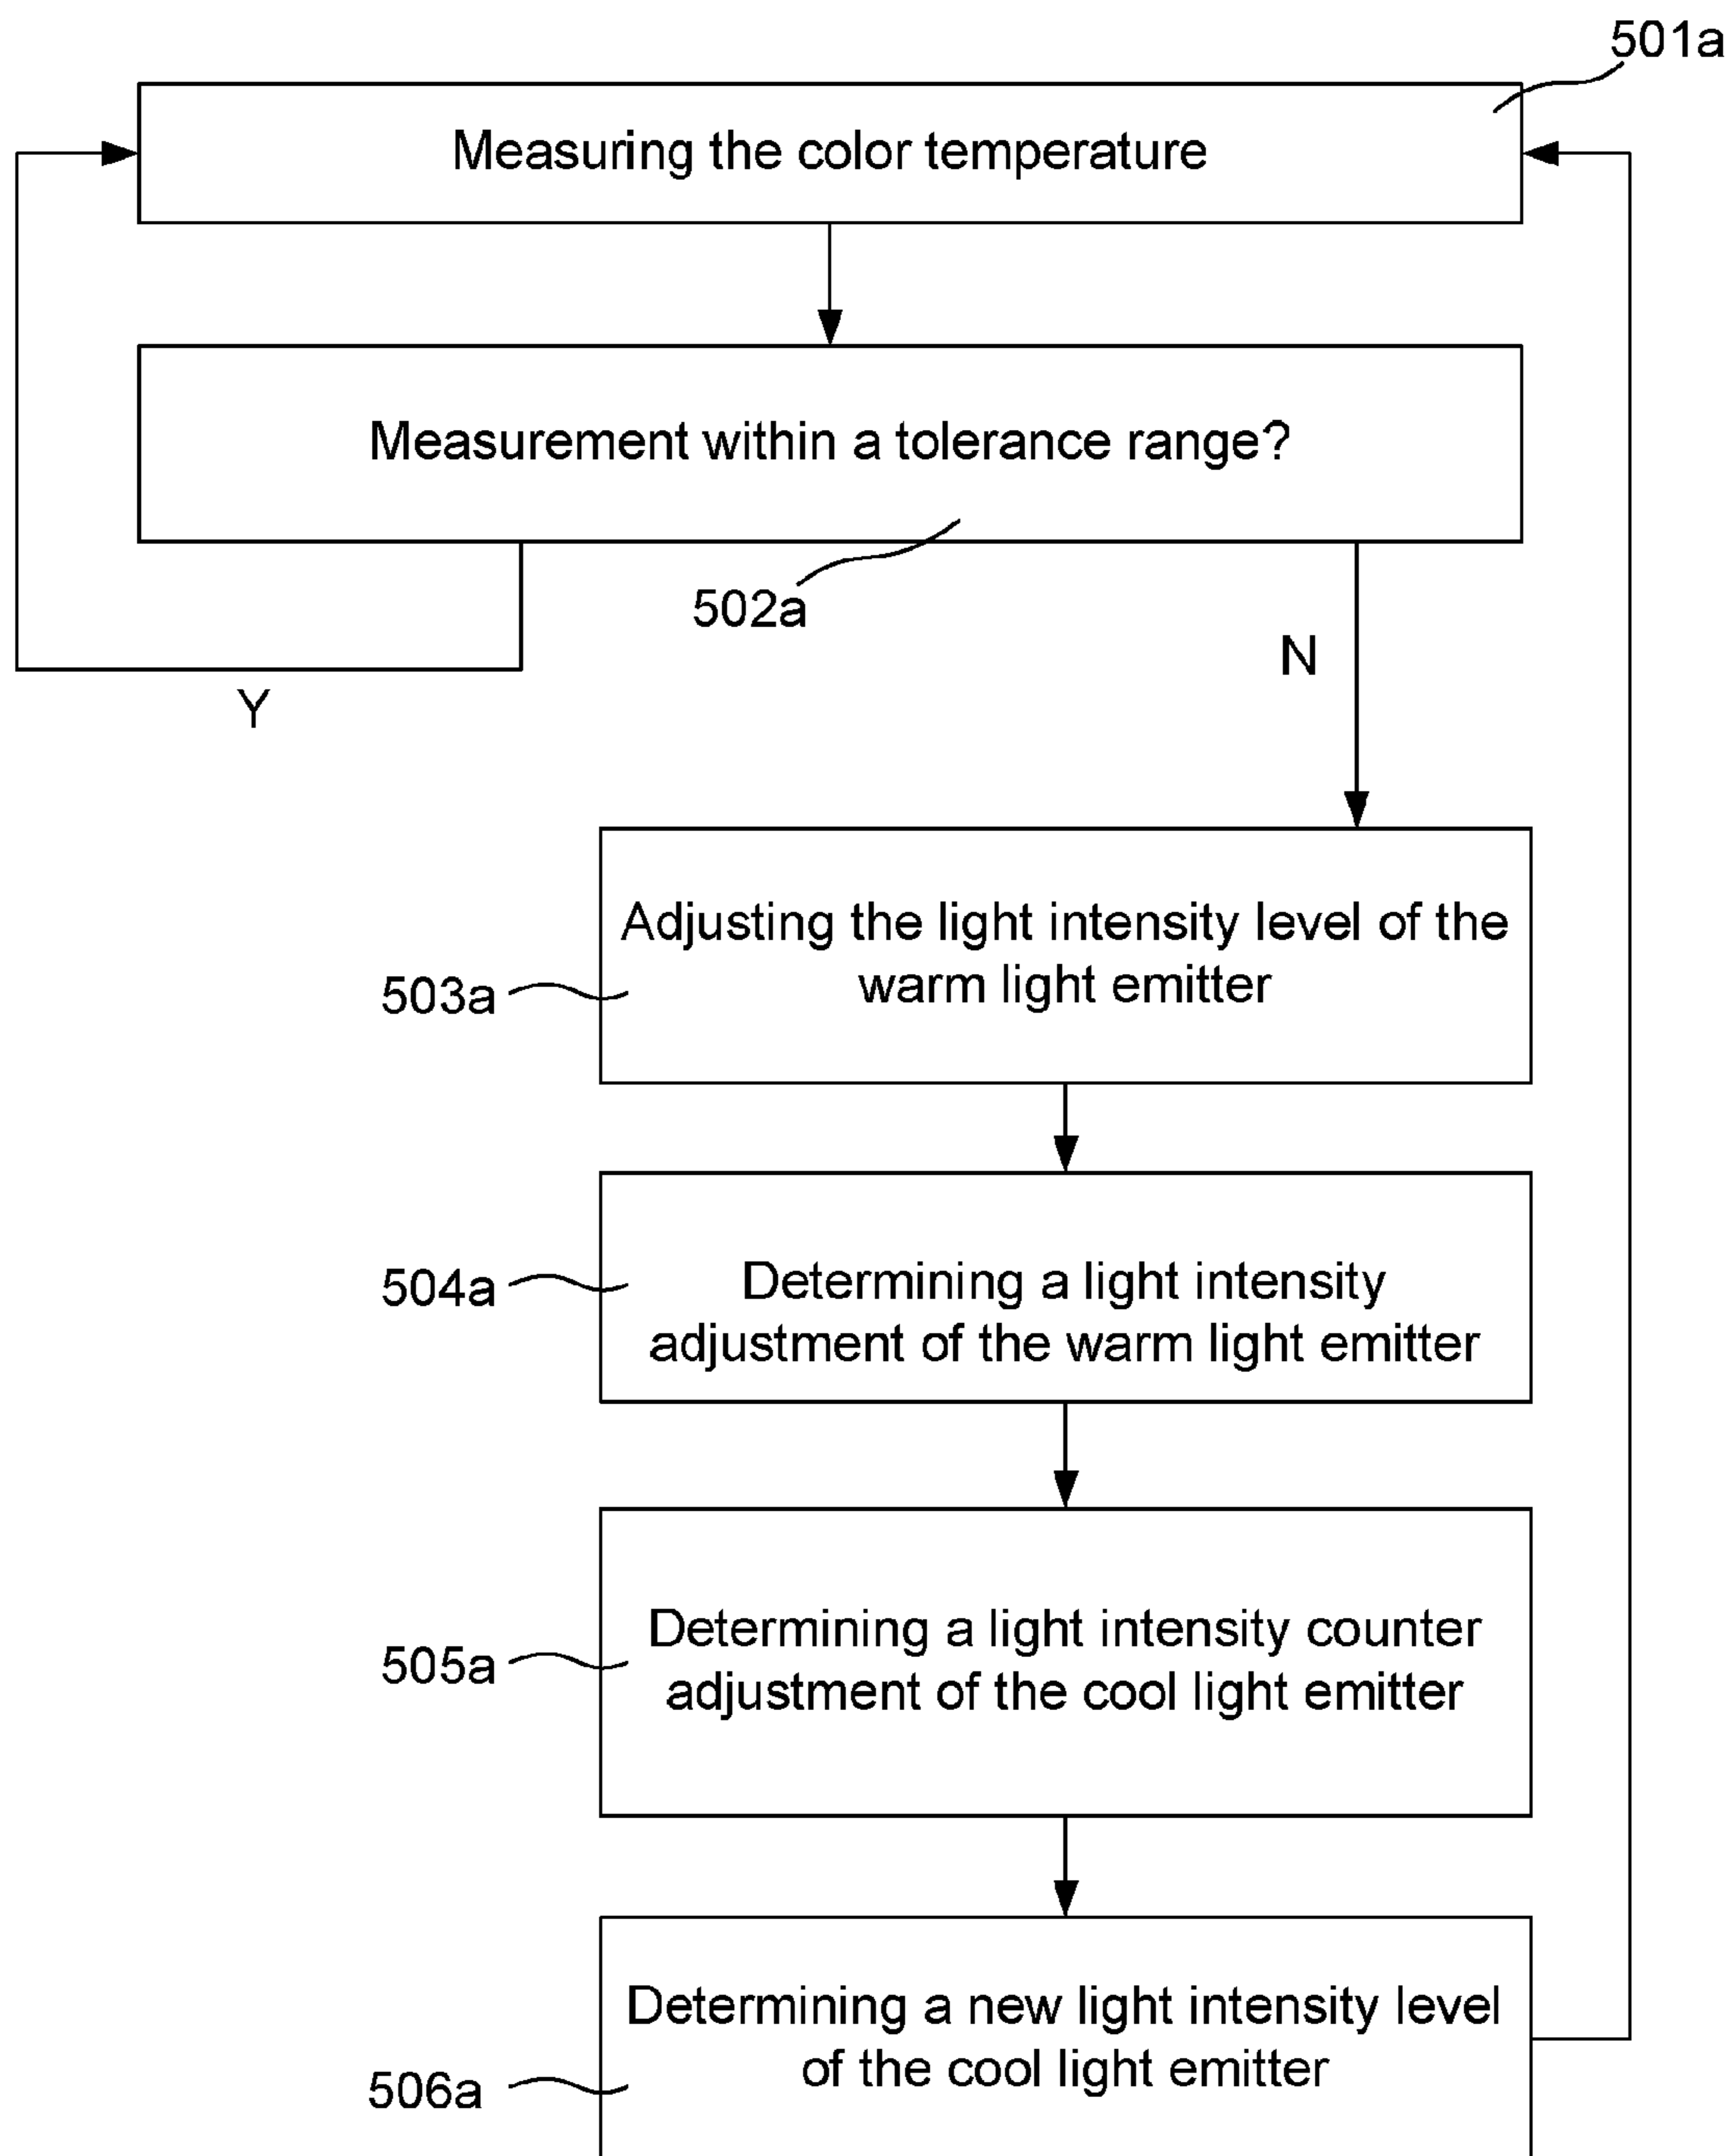 501a
Measuring the color temperature
Measurement within a tolerance range?
502a
N
Y
Adjusting the light intensity level of the
warm light emitter
503a
Determining a light intensity
adjustment of the warm light emitter
504a
Determining a light intensity counter
adjustment of the cool light emitter
505a
Determining a new light intensity level
of the cool light emitter
506a